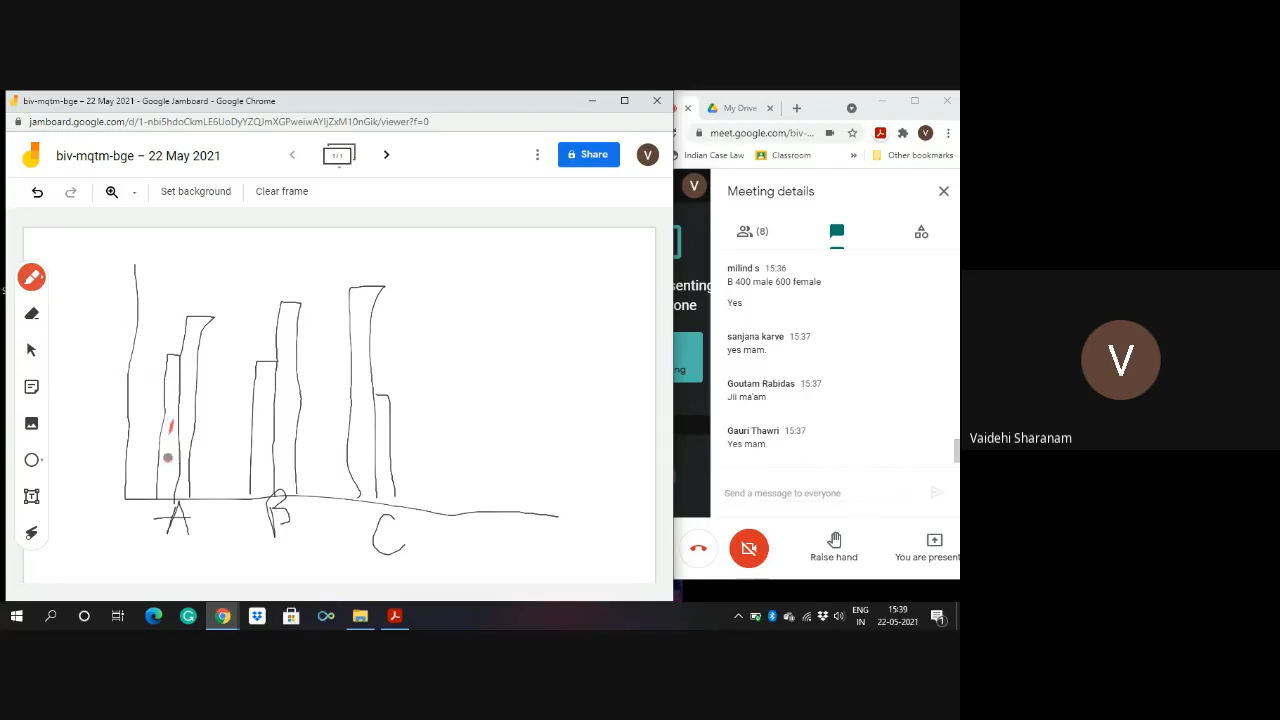 biv-mqtm-bge – 22 May 2021 - Google Jamboard - Google Chrome
jamboard.google.com/d/1-nbi5hdoCkmLE6UoDyYZQJmXGPweiwAYIjZxM10nGik/viewer?f=0
biv-mqtm-bge – 22 May 2021
1/1
Share
V
Set background
Clear frame
A
B
C
My Drive
meet.google.com/biv-...
V
Indian Case Law
Classroom
Other bookmarks
V
Meeting details
(8)
milind s 15:36
B 400 male 600 female
Yes
sanjana karve 15:37
yes mam.
Goutam Rabidas 15:37
Jii ma'am
Gauri Thawri 15:37
Yes mam
Send a message to everyone
Raise hand
You are present
V
Vaidehi Sharanam
ENG
IN
15:39
22-05-2021
1